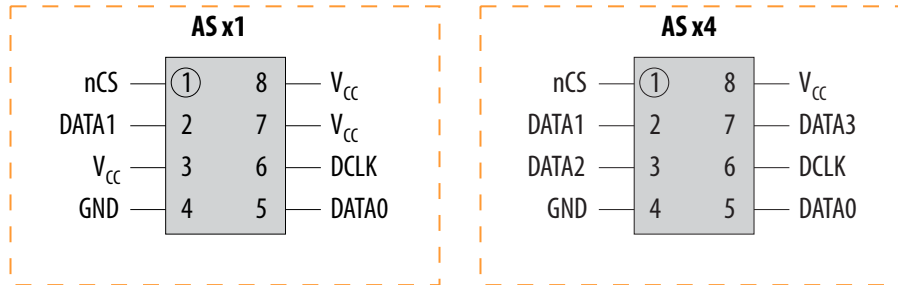 AS x1
nCS 1 8 VCC
DATA1 2 7 VCC
VCC 3 6 DCLK
GND 4 5 DATA0
AS x4
nCS 1 8 VCC
DATA1 2 7 DATA3
DATA2 3 6 DCLK
GND 4 5 DATA0